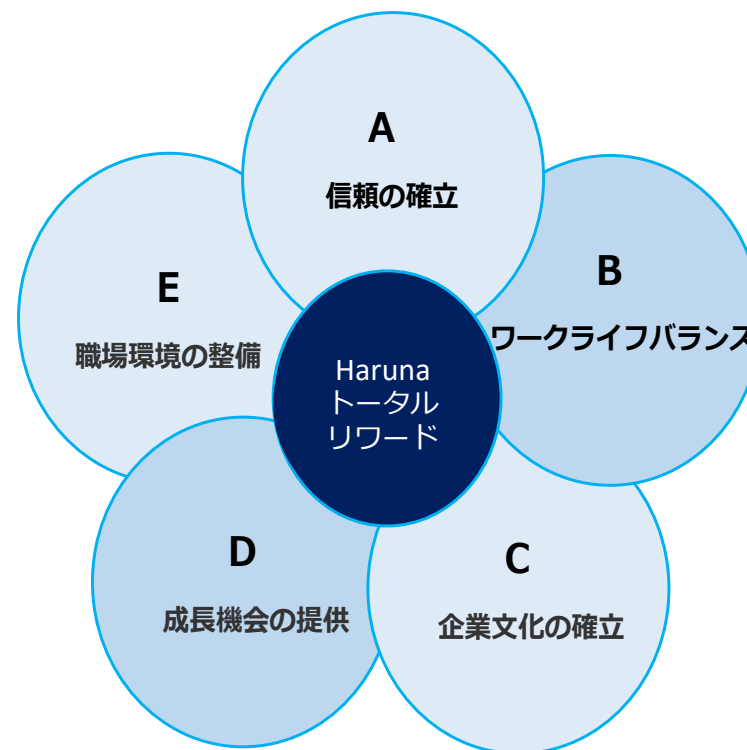 A
信頼の確立
B
ワークライフバランス
C
企業文化の確立
D
成長機会の提供
E
職場環境の整備
Haruna
トータル
リワード